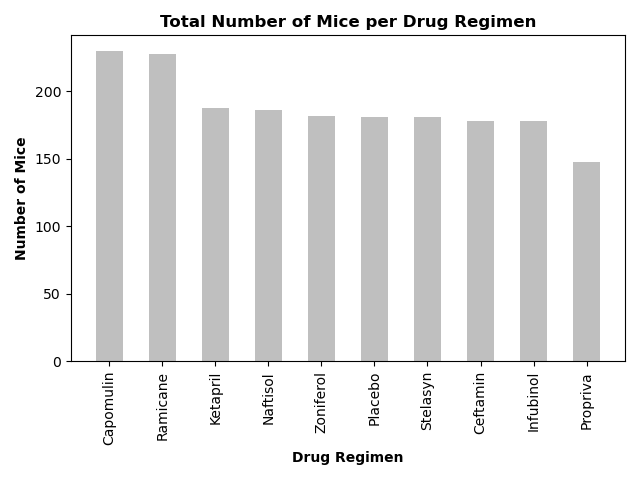 Total Number of Mice per Drug Regimen
Number of Mice
200
150
100
50
0
Capomulin
Ramicane
Ketapril
Naftisol
Zoniferol
Placebo
Stelasyn
Ceftamin
Infubinol
Propriva
Drug Regimen